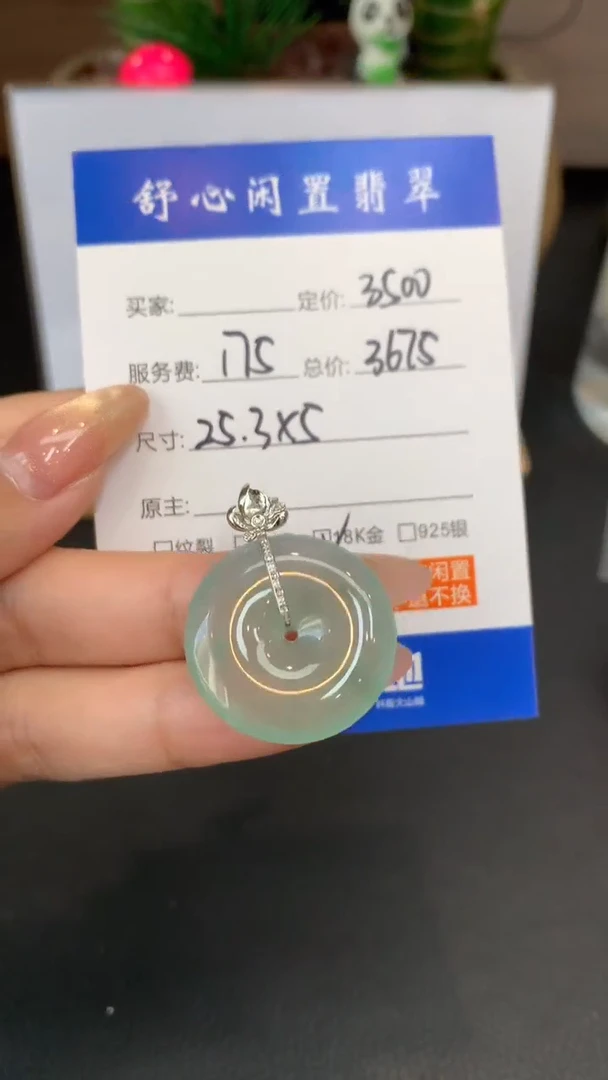 舒心闲置翡翠
买家: 定价: 3500
服务费: 175 总价: 3675
尺寸: 25.3X5
原主:
纹裂 18K金 925银
闲置
不换